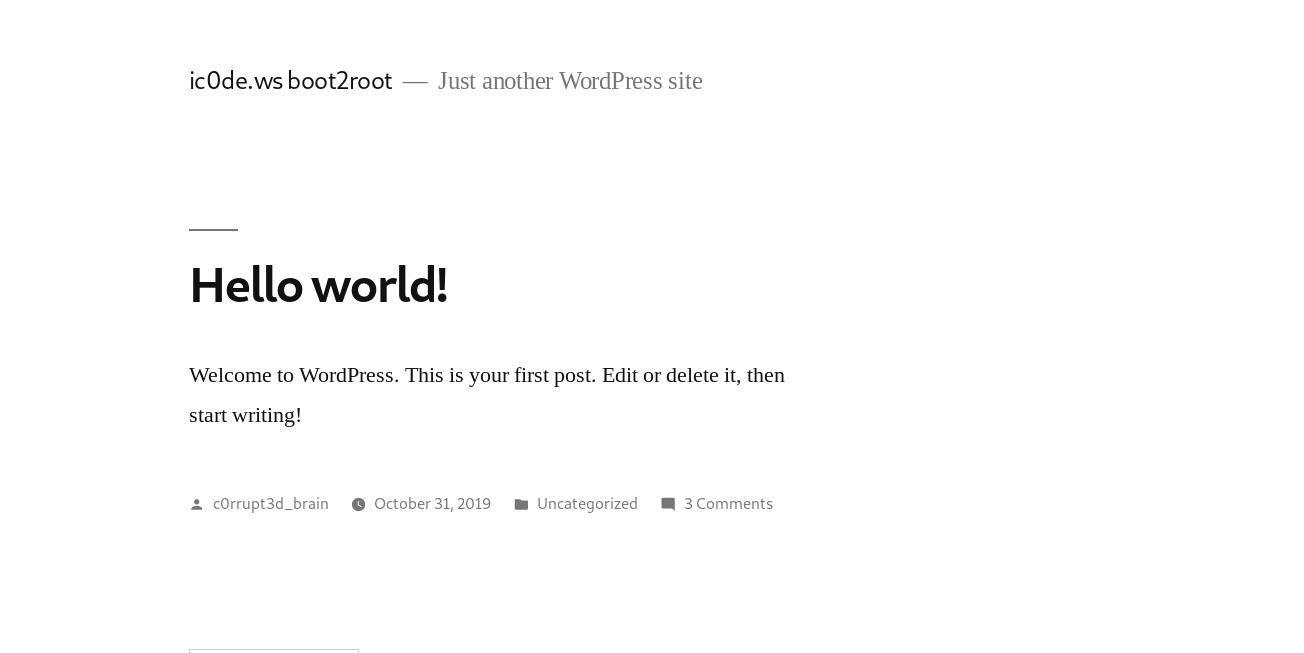 ic0de.ws boot2root — Just another WordPress site
Hello world!
Welcome to WordPress. This is your first post. Edit or delete it, then
start writing!
c0rrupt3d_brain October 31, 2019 Uncategorized 3 Comments